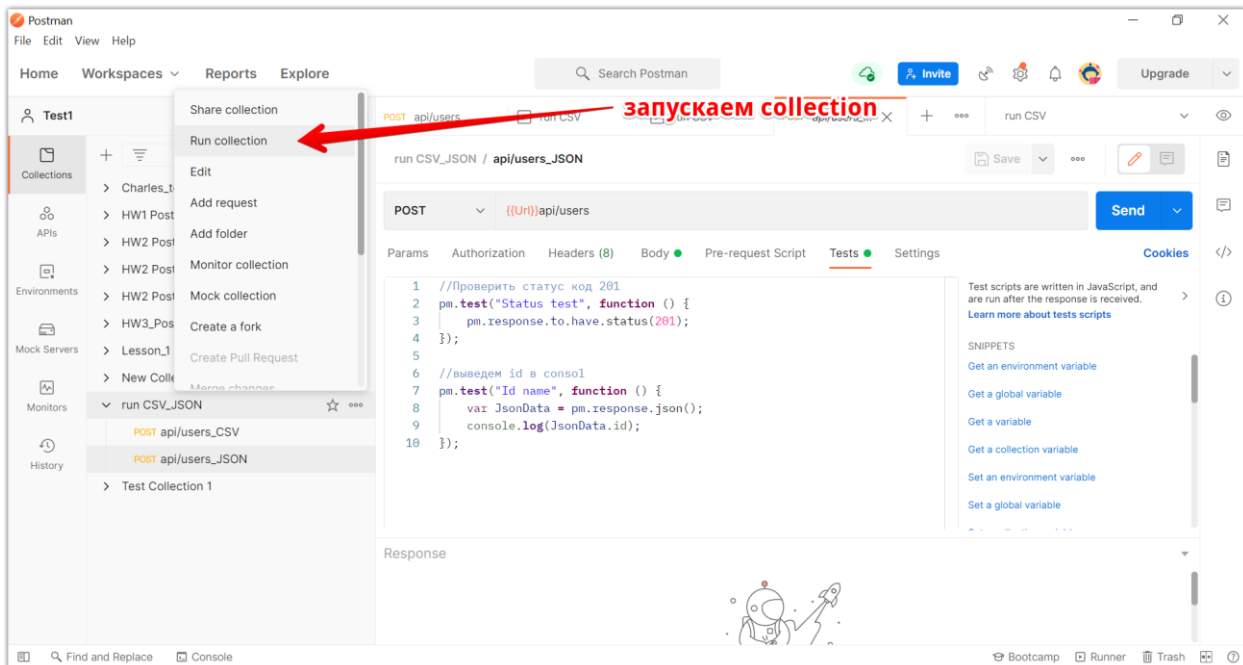 Postman
File Edit View Help
Home Workspaces Reports Explore Search Postman Invite Upgrade
Test1
Share collection
Run collection
Edit
Add request
Add folder
Monitor collection
Mock collection
Create a fork
Create Pull Request
Merge changes
запускаем collection
POST api/users run CSV run CSV
Collections
APIs
Environments
Mock Servers
Monitors
History
Charles_t
HW1 Post
HW2 Post
HW2 Post
HW2 Post
HW3_Pos
Lesson_1
New Colle
run CSV_JSON
POST api/users_CSV
POST api/users_JSON
Test Collection 1
run CSV_JSON / api/users_JSON Save
POST {{Url}}api/users Send
Params Authorization Headers (8) Body Pre-request Script Tests Settings Cookies
1 //Проверить статус код 201
2 pm.test("Status test", function () {
3 pm.response.to.have.status(201);
4 });
5
6 //выведем id в consol
7 pm.test("Id name", function () {
8 var JsonData = pm.response.json();
9 console.log(JsonData.id);
10 });
Test scripts are written in JavaScript, and
are run after the response is received.
Learn more about tests scripts
SNIPPETS
Get an environment variable
Get a global variable
Get a variable
Get a collection variable
Set an environment variable
Set a global variable
Response
Find and Replace Console Bootcamp Runner Trash